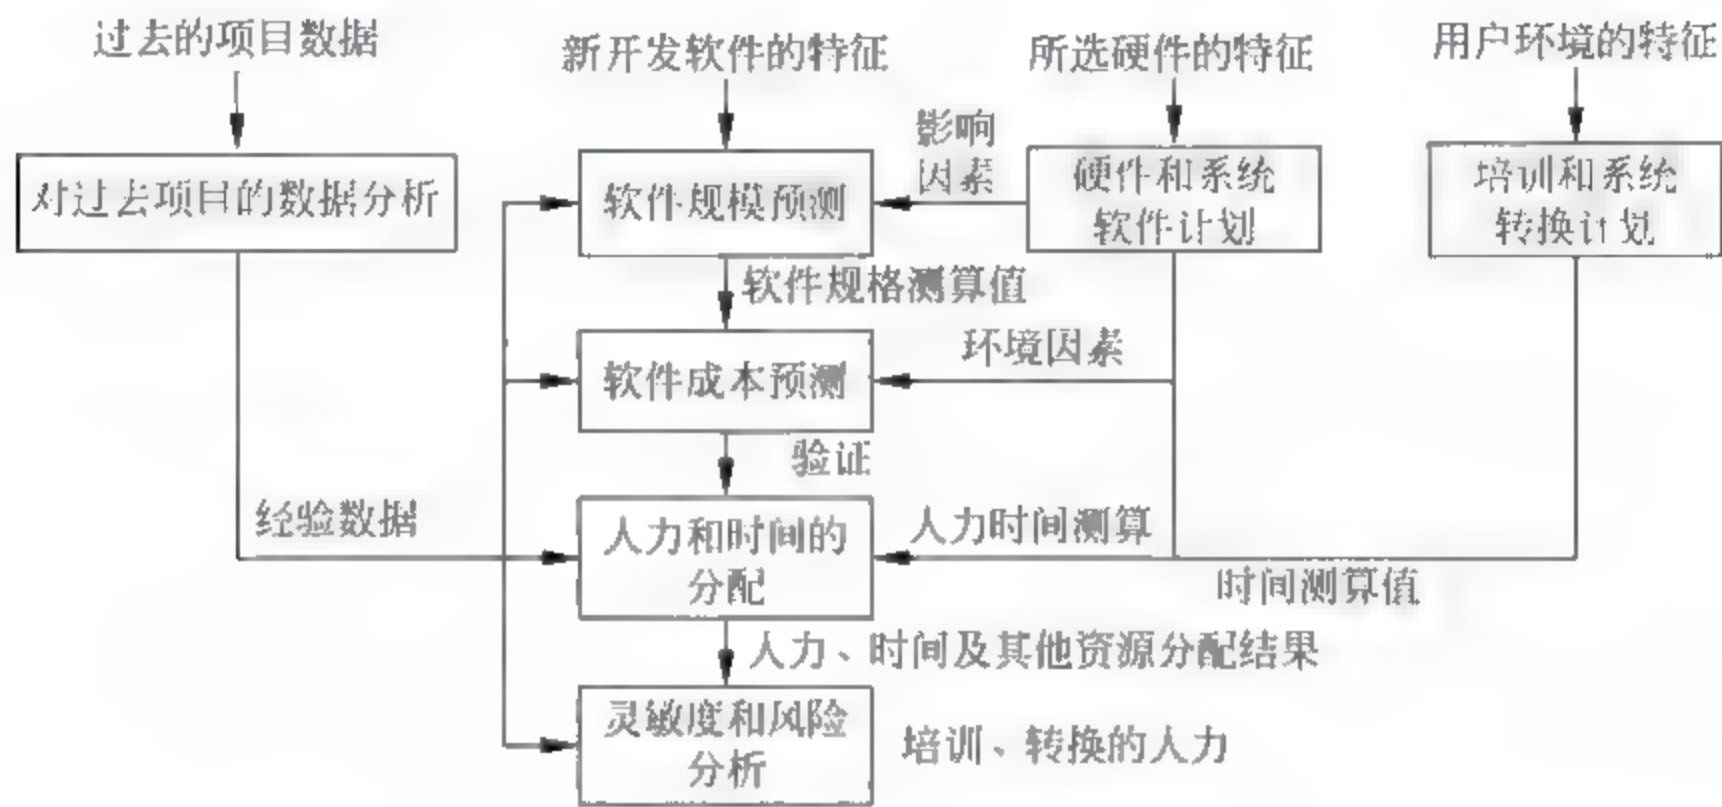 过去的项目数据
新开发软件的特征
所选硬件的特征
用户环境的特征
对过去项目的数据分析
软件规模预测
影响
因素
硬件和系统
软件计划
培训和系统
转换计划
软件规格测算值
软件成本预测
环境因素
验证
经验数据
人力和时间的
分配
人力时间测算
时间测算值
人力、时间及其他资源分配结果
灵敏度和风险
分析
培训、转换的人力